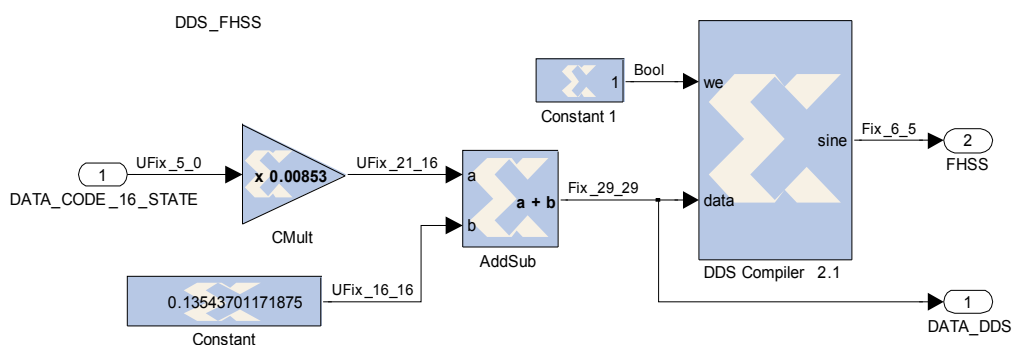 DDS_FHSS
1
DATA_CODE_16_STATE
UFix_5_0
x 0.00853
CMult
UFix_21_16
0.13543701171875
Constant
UFix_16_16
a
b
a + b
AddSub
Fix_29_29
1
Constant 1
Bool
we
data
sine
DDS Compiler 2.1
Fix_6_5
2
FHSS
1
DATA_DDS